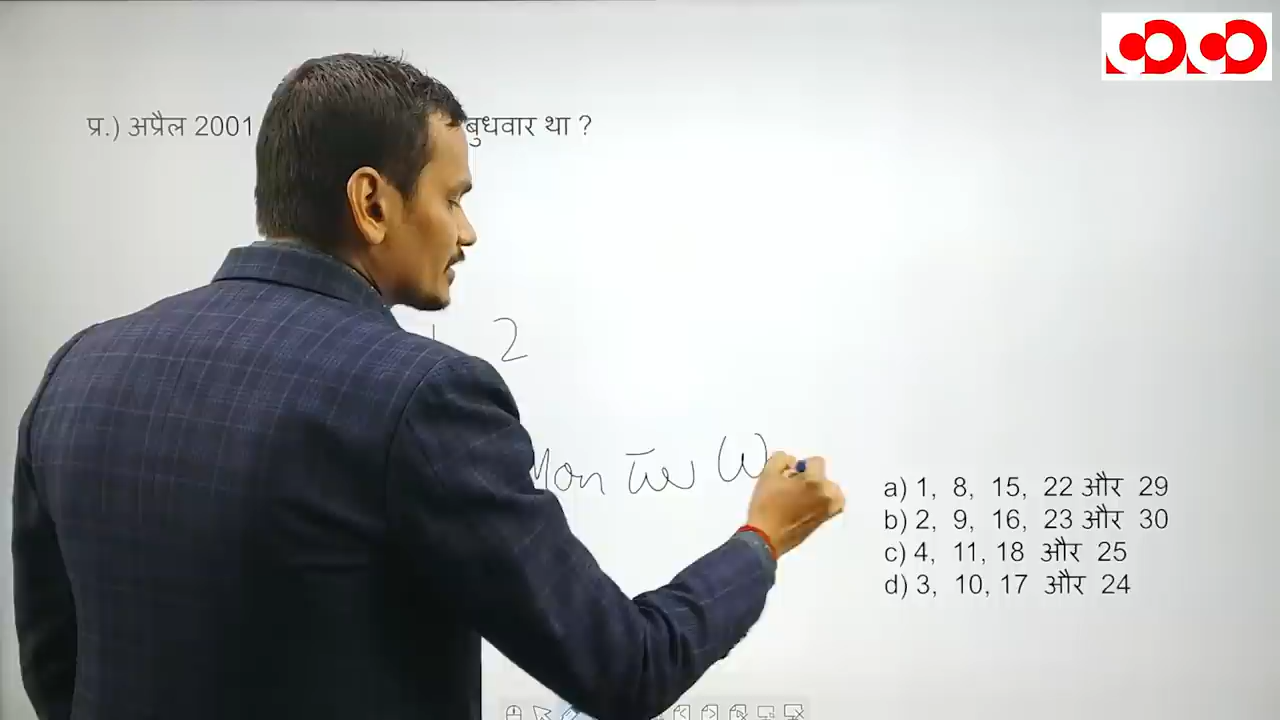 प्र.) अप्रैल 2001 बुधवार था ?
2
Mon Tue W
a) 1, 8, 15, 22 और 29
b) 2, 9, 16, 23 और 30
c) 4, 11, 18 और 25
d) 3, 10, 17 और 24